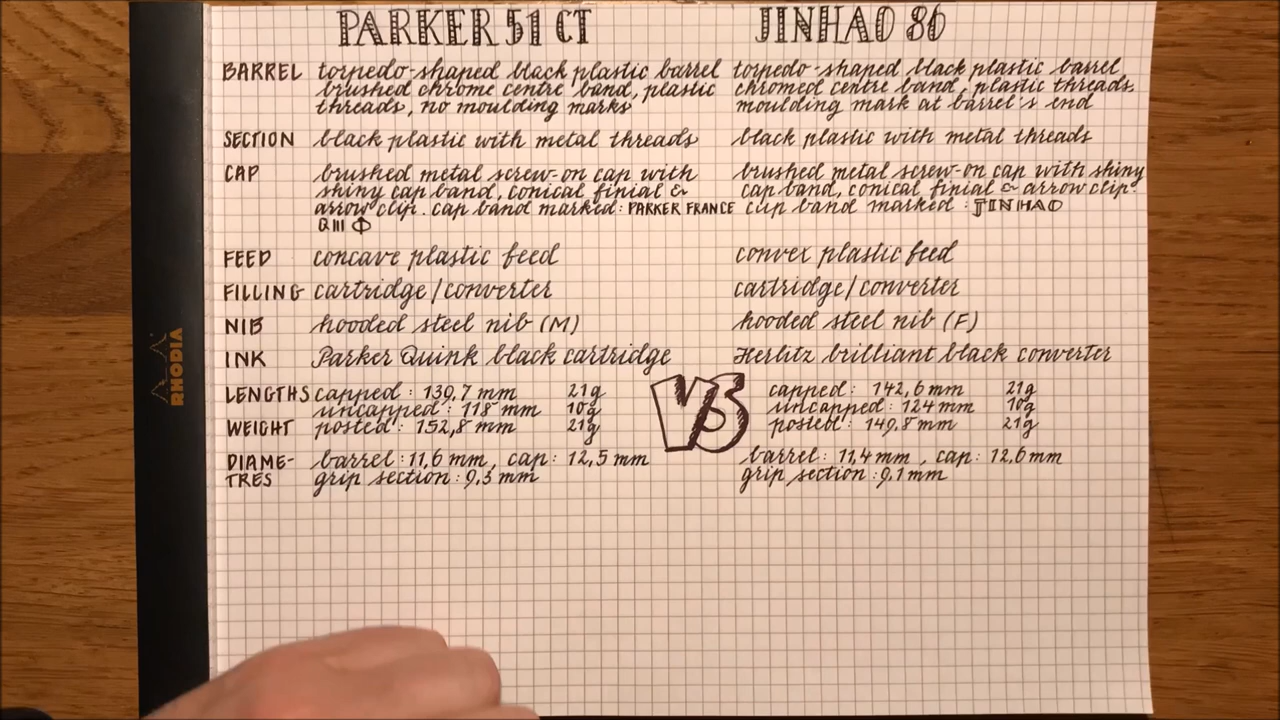 PARKER 51 CT JINHAO 86
BARREL torpedo-shaped black plastic barrel torpedo-shaped black plastic barrel
brushed chrome centre band, plastic chromed centre band, plastic threads,
threads, no moulding marks moulding mark at barrel's end
SECTION black plastic with metal threads black plastic with metal threads
CAP brushed metal screw-on cap with brushed metal screw-on cap with shiny
shiny cap band, conical finial & cap band, conical finial & arrow clip.
arrow clip. cap band marked: PARKER FRANCE cup band marked: JINHAO
QIII
FEED concave plastic feed convex plastic feed
FILLING cartridge/converter cartridge/converter
NIB hooded steel nib (M) hooded steel nib (F)
INK Parker Quink black cartridge Herlitz brilliant black converter
LENGTHS capped: 139,7 mm 21g VS capped: 142,6 mm 21g
uncapped: 118 mm 10g uncapped: 124 mm 10g
WEIGHT posted: 152,8 mm 21g posted: 149,8 mm 21g
DIAME- barrel: 11,6 mm, cap: 12,5 mm barrel: 11,4 mm, cap: 12,6 mm
TRES grip section: 9,5 mm grip section: 9,1 mm
RHODIA